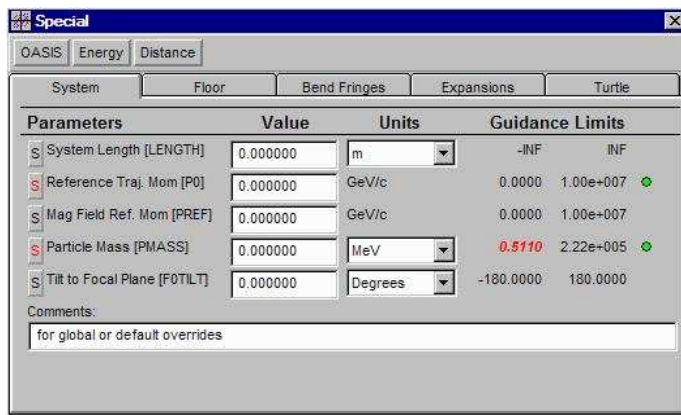 Special
OASIS Energy Distance
System Floor Bend Fringes Expansions Turtle
Parameters Value Units Guidance Limits
S System Length [LENGTH] 0.000000 m -INF INF
S Reference Traj. Mom [P0] 0.000000 GeV/c 0.0000 1.00e+007
S Mag Field Ref. Mom [PREF] 0.000000 GeV/c 0.0000 1.00e+007
S Particle Mass [PMASS] 0.000000 MeV 0.5110 2.22e+005
S Tilt to Focal Plane [F0TILT] 0.000000 Degrees -180.0000 180.0000
Comments:
for global or default overrides